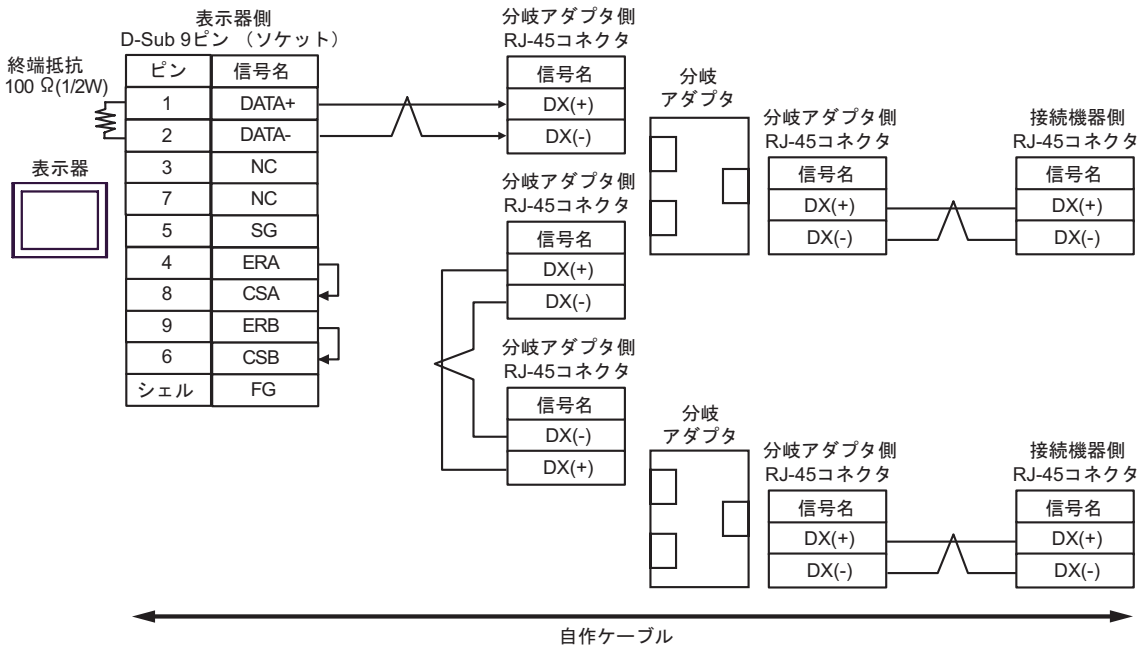 表示器側
D-Sub 9ピン (ソケット)
終端抵抗
100 Ω(1/2W)
ピン 信号名
1 DATA+
2 DATA-
3 NC
7 NC
5 SG
4 ERA
8 CSA
9 ERB
6 CSB
シェル FG
表示器
分岐アダプタ側
RJ-45コネクタ
信号名
DX(+)
DX(-)
分岐アダプタ側
RJ-45コネクタ
信号名
DX(+)
DX(-)
分岐アダプタ側
RJ-45コネクタ
信号名
DX(-)
DX(+)
分岐
アダプタ
分岐アダプタ側
RJ-45コネクタ
信号名
DX(+)
DX(-)
接続機器側
RJ-45コネクタ
信号名
DX(+)
DX(-)
分岐
アダプタ
分岐アダプタ側
RJ-45コネクタ
信号名
DX(+)
DX(-)
接続機器側
RJ-45コネクタ
信号名
DX(+)
DX(-)
自作ケーブル